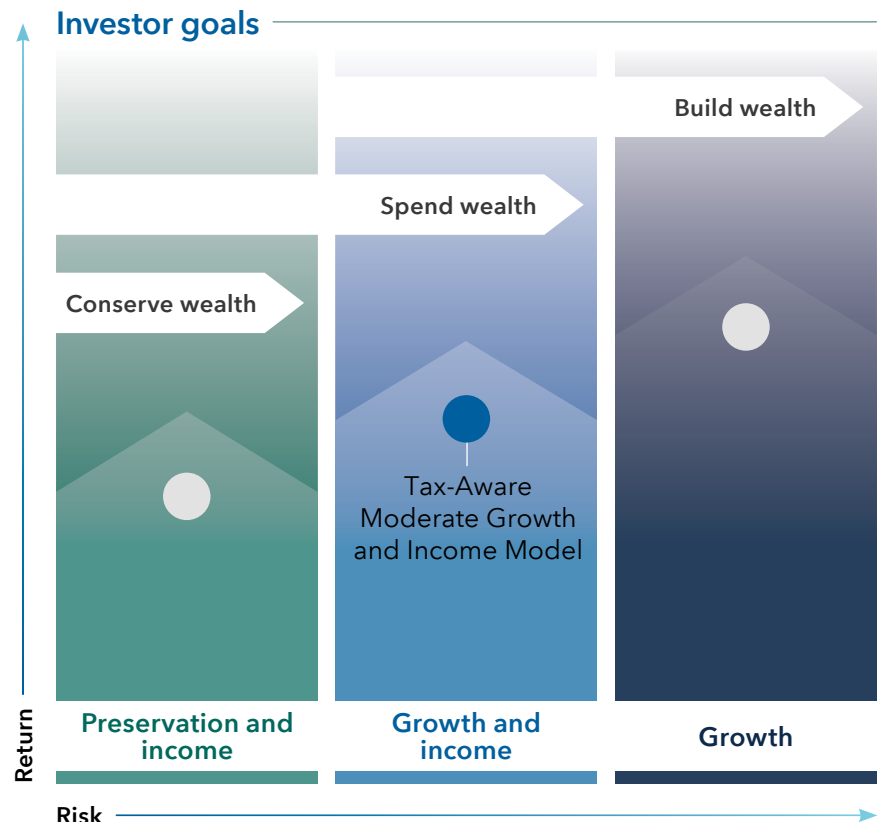 Investor goals
Build wealth
Spend wealth
Conserve wealth
Tax-Aware
Moderate Growth
and Income Model
Return
Preservation and
income
Growth and
income
Growth
Risk